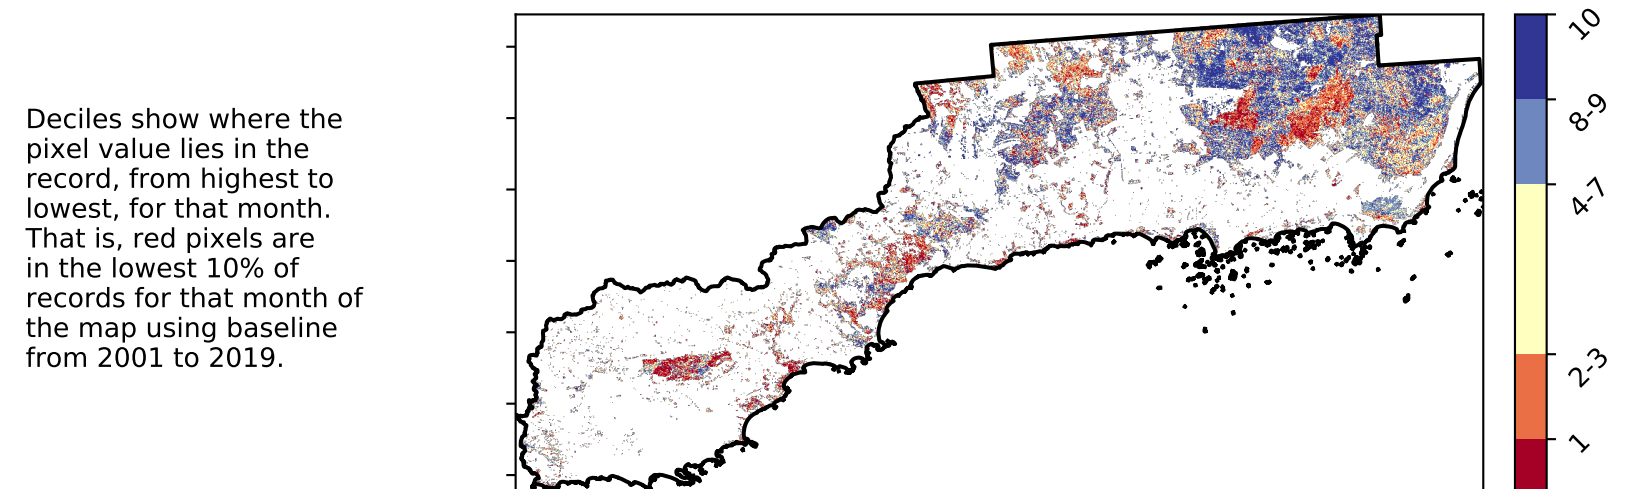 Deciles show where the
pixel value lies in the
record, from highest to
lowest, for that month.
That is, red pixels are
in the lowest 10% of
records for that month of
the map using baseline
from 2001 to 2019.
10
8-9
4-7
2-3
1